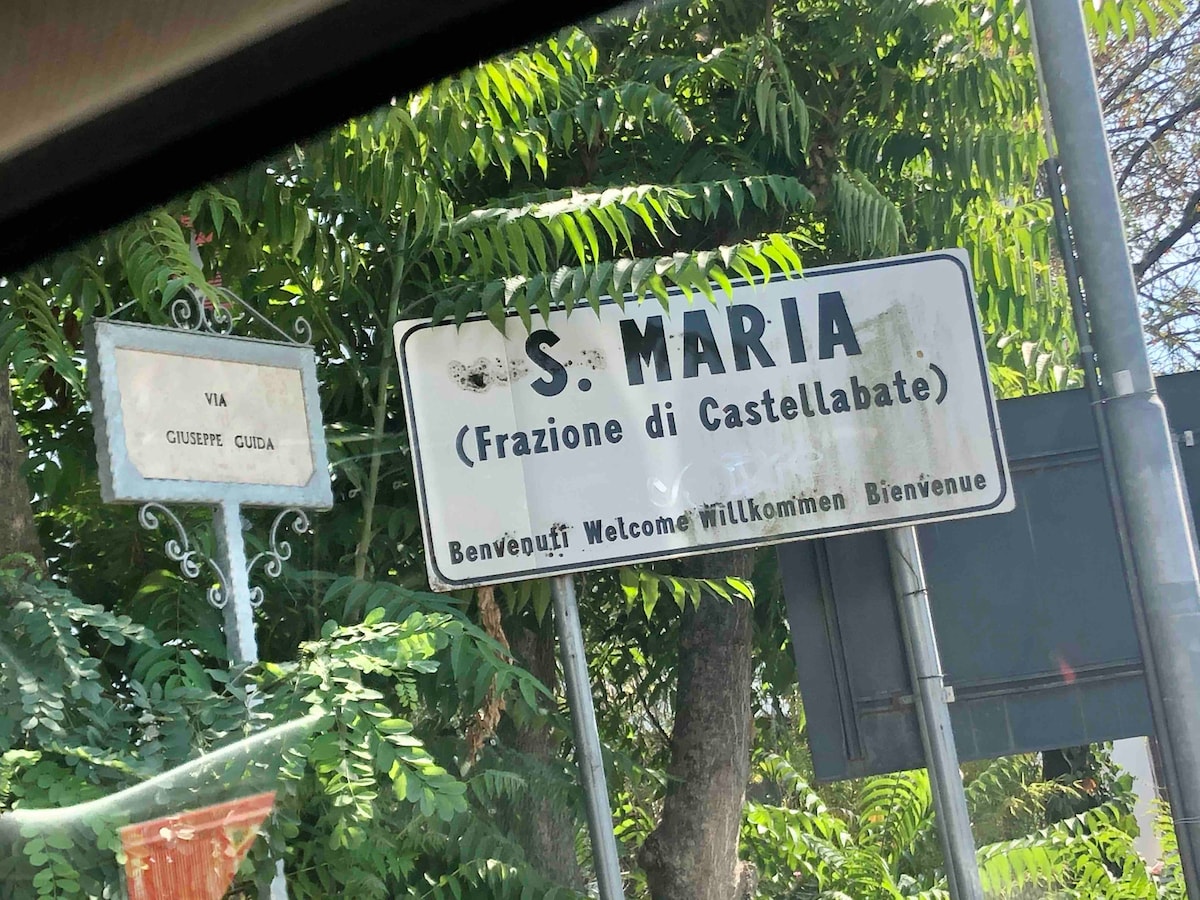 VIA
GIUSEPPE GUIDA
S. MARIA
(Frazione di Castellabate)
Benvenuti Welcome Willkommen Bienvenue